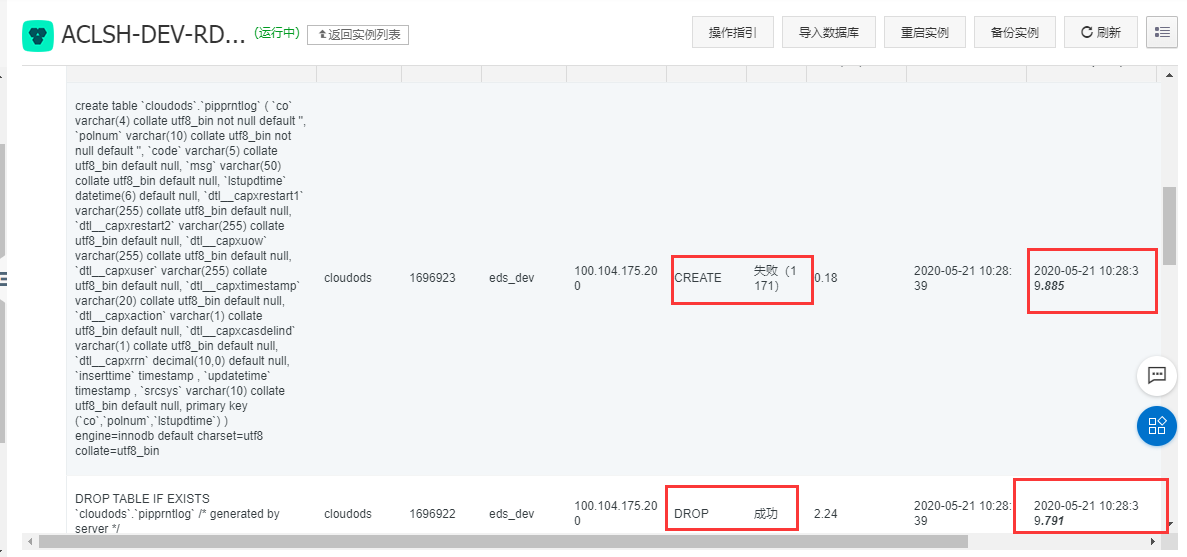 ACLSH-DEV-RD... (运行中) 返回实例列表 操作指引 导入数据库 重启实例 备份实例 刷新
create table `cloudods`.`pipprntlog` ( `co`
varchar(4) collate utf8_bin not null default '',
`polnum` varchar(10) collate utf8_bin not
null default '', `code` varchar(5) collate
utf8_bin default null, `msg` varchar(50)
collate utf8_bin default null, `lstupdtime`
datetime(6) default null, `dtl__capxrestart1`
varchar(255) collate utf8_bin default null,
`dtl__capxrestart2` varchar(255) collate
utf8_bin default null, `dtl__capxuow`
varchar(255) collate utf8_bin default null,
`dtl__capxuser` varchar(255) collate
utf8_bin default null, `dtl__capxtimestamp`
varchar(20) collate utf8_bin default null,
`dtl__capxaction` varchar(1) collate
utf8_bin default null, `dtl__capxcasdelind`
varchar(1) collate utf8_bin default null,
`dtl__capxrrn` decimal(10,0) default null,
`inserttime` timestamp , `updatetime`
timestamp , `srcsys` varchar(10) collate
utf8_bin default null, primary key
(`co`,`polnum`,`lstupdtime`) )
engine=innodb default charset=utf8
collate=utf8_bin
cloudods
1696923
eds_dev
100.104.175.20
0
CREATE
失败（1
171）
0.18
2020-05-21 10:28:
39
2020-05-21 10:28:3
9.885
DROP TABLE IF EXISTS
`cloudods`.`pipprntlog` /* generated by
server */
cloudods
1696922
eds_dev
100.104.175.20
0
DROP
成功
2.24
2020-05-21 10:28:
39
2020-05-21 10:28:3
9.791